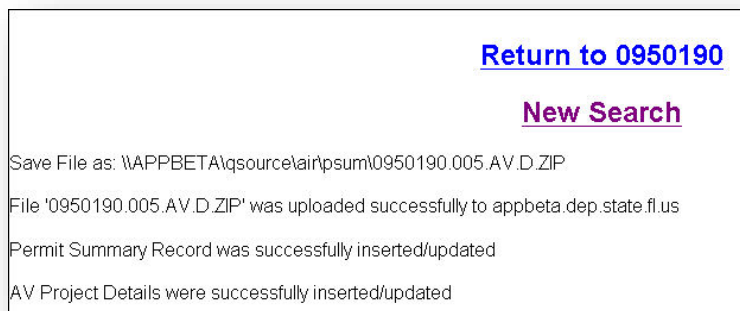 Return to 0950190
New Search
Save File as: \\APPBETA\qsource\air\psum\0950190.005.AV.D.ZIP
File '0950190.005.AV.D.ZIP' was uploaded successfully to appbeta.dep.state.fl.us
Permit Summary Record was successfully inserted/updated
AV Project Details were successfully inserted/updated